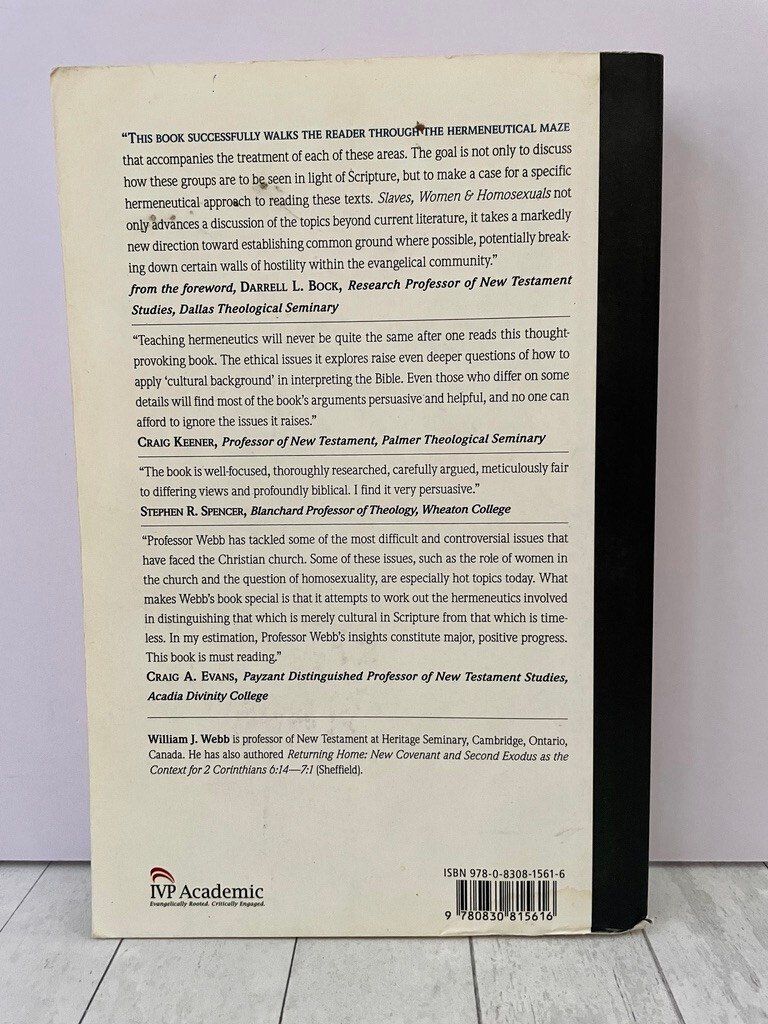 “THIS BOOK SUCCESSFULLY WALKS THE READER THROUGH THE HERMENEUTICAL MAZE
that accompanies the treatment of each of these areas. The goal is not only to discuss
how these groups are to be seen in light of Scripture, but to make a case for a specific
hermeneutical approach to reading these texts. Slaves, Women & Homosexuals not
only advances a discussion of the topics beyond current literature, it takes a markedly
new direction toward establishing common ground where possible, potentially break-
ing down certain walls of hostility within the evangelical community.”
from the foreword, DARRELL L. BOCK, Research Professor of New Testament
Studies, Dallas Theological Seminary
“Teaching hermeneutics will never be quite the same after one reads this thought-
provoking book. The ethical issues it explores raise even deeper questions of how to
apply ‘cultural background’ in interpreting the Bible. Even those who differ on some
details will find most of the book’s arguments persuasive and helpful, and no one can
afford to ignore the issues it raises.”
CRAIG KEENER, Professor of New Testament, Palmer Theological Seminary
“The book is well-focused, thoroughly researched, carefully argued, meticulously fair
to differing views and profoundly biblical. I find it very persuasive.”
STEPHEN R. SPENCER, Blanchard Professor of Theology, Wheaton College
“Professor Webb has tackled some of the most difficult and controversial issues that
have faced the Christian church. Some of these issues, such as the role of women in
the church and the question of homosexuality, are especially hot topics today. What
makes Webb’s book special is that it attempts to work out the hermeneutics involved
in distinguishing that which is merely cultural in Scripture from that which is time-
less. In my estimation, Professor Webb’s insights constitute major, positive progress.
This book is must reading.”
CRAIG A. EVANS, Payzant Distinguished Professor of New Testament Studies,
Acadia Divinity College
William J. Webb is professor of New Testament at Heritage Seminary, Cambridge, Ontario,
Canada. He has also authored Returning Home: New Covenant and Second Exodus as the
Context for 2 Corinthians 6:14—7:1 (Sheffield).
IVP Academic
Evangelically Rooted. Critically Engaged.
ISBN 978-0-8308-1561-6
9 780830 815616